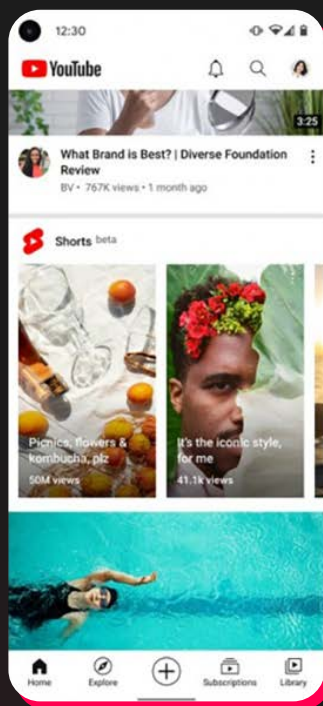 12:30
YouTube
3:25
What Brand is Best? | Diverse Foundation
Review
BV • 767K views • 1 month ago
Shorts beta
Picnics, flowers &
kombucha, plz
50M views
It's the iconic style,
for me
41.1k views
Home
Explore
Subscriptions
Library